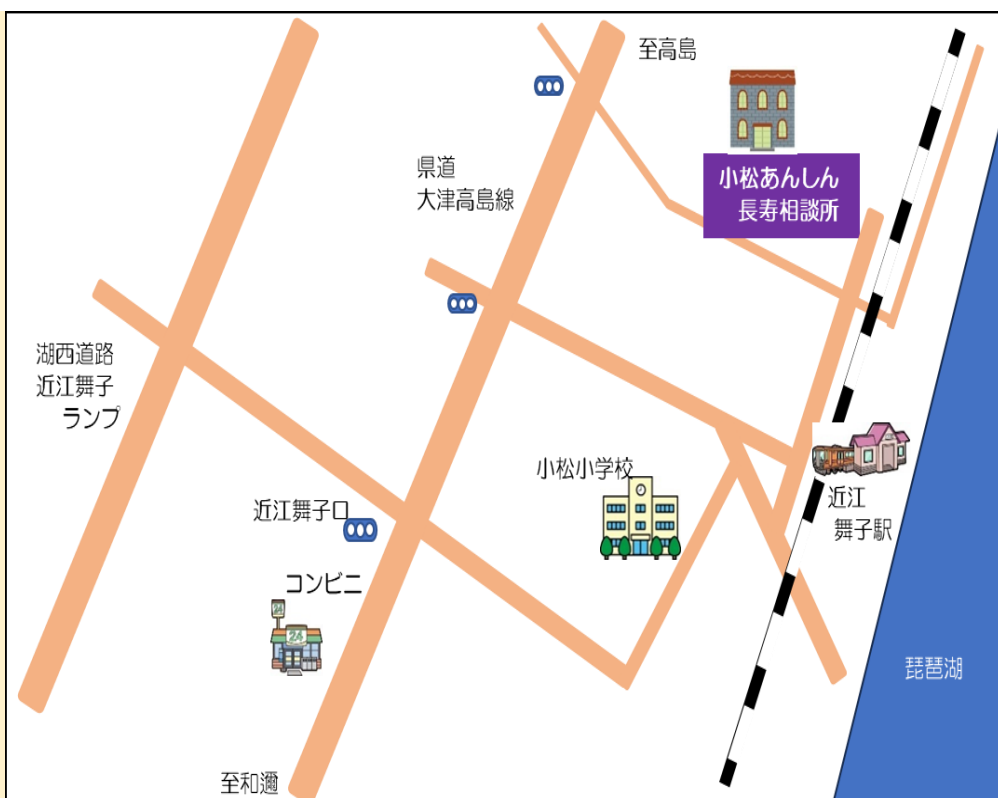 至高島
県道
大津高島線
小松あんしん
長寿相談所
湖西道路
近江舞子
ランプ
小松小学校
近江
舞子駅
近江舞子口
コンビニ
24
24
琵琶湖
至和邇